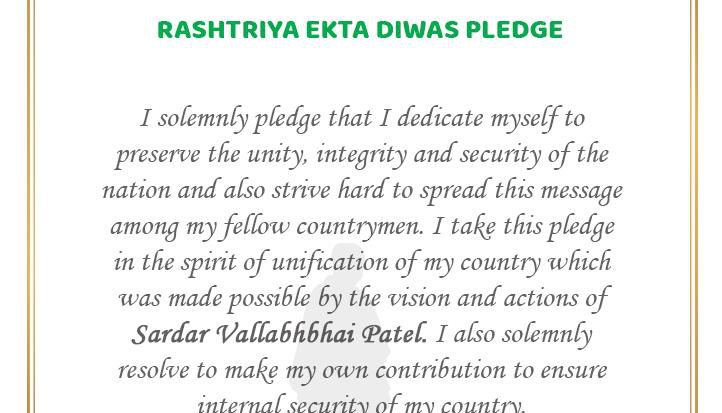 RASHTRIYA EKTA DIWAS PLEDGE
I solemnly pledge that I dedicate myself to
preserve the unity, integrity and security of the
nation and also strive hard to spread this message
among my fellow countrymen. I take this pledge
in the spirit of unification of my country which
was made possible by the vision and actions of
Sardar Vallabhbhai Patel. I also solemnly
resolve to make my own contribution to ensure
internal security of my country.